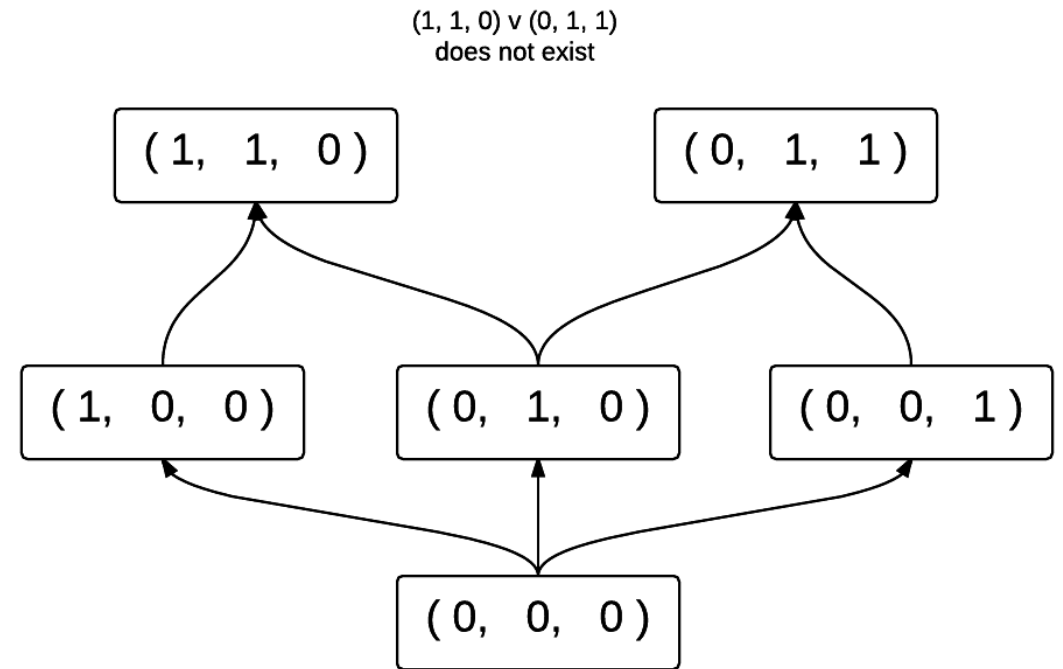 (1, 1, 0) v (0, 1, 1)
does not exist
( 1, 1, 0 )
( 0, 1, 1 )
( 1, 0, 0 )
( 0, 1, 0 )
( 0, 0, 1 )
( 0, 0, 0 )